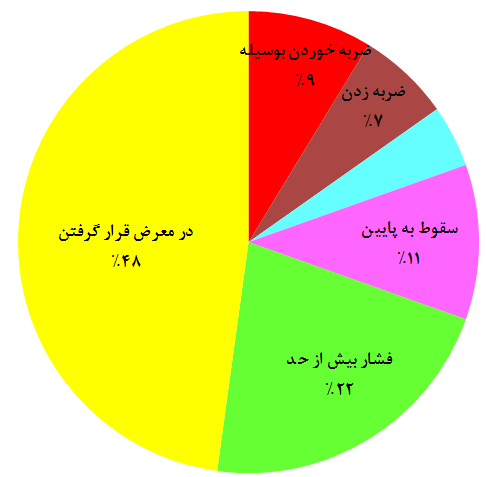 ضربه خوردن بوسیله
٪۹
ضربه زدن
٪۷
سقوط به پایین
٪۱۱
فشار بیش از حد
٪۲۲
در معرض قرار گرفتن
٪۴۸